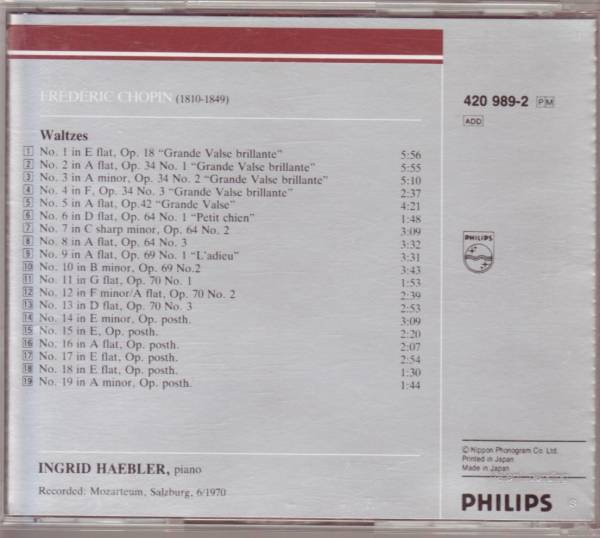 FRÉDÉRIC CHOPIN (1810-1849)
Waltzes
1 No. 1 in E flat, Op. 18 "Grande Valse brillante" 5:56
2 No. 2 in A flat, Op. 34 No. 1 "Grande Valse brillante" 5:55
3 No. 3 in A minor, Op. 34 No. 2 "Grande Valse brillante" 5:10
4 No. 4 in F, Op. 34 No. 3 "Grande Valse brillante" 2:37
5 No. 5 in A flat, Op.42 "Grande Valse" 4:21
6 No. 6 in D flat, Op. 64 No. 1 "Petit chien" 1:48
7 No. 7 in C sharp minor, Op. 64 No. 2 3:09
8 No. 8 in A flat, Op. 64 No. 3 3:32
9 No. 9 in A flat, Op. 69 No. 1 "L'adieu" 3:31
10 No. 10 in B minor, Op. 69 No.2 3:43
11 No. 11 in G flat, Op. 70 No. 1 1:53
12 No. 12 in F minor/A flat, Op. 70 No. 2 2:39
13 No. 13 in D flat, Op. 70 No. 3 2:53
14 No. 14 in E minor, Op. posth. 3:09
15 No. 15 in E, Op. posth. 2:20
16 No. 16 in A flat, Op. posth. 2:07
17 No. 17 in E flat, Op. posth. 2:54
18 No. 18 in E flat, Op. posth. 1:30
19 No. 19 in A minor, Op. posth. 1:44
INGRID HAEBLER, piano
Recorded: Mozarteum, Salzburg, 6/1970
420 989-2 PM
ADD
PHILIPS
© Nippon Phonogram Co. Ltd.
Printed in Japan
Made in Japan
PHILIPS